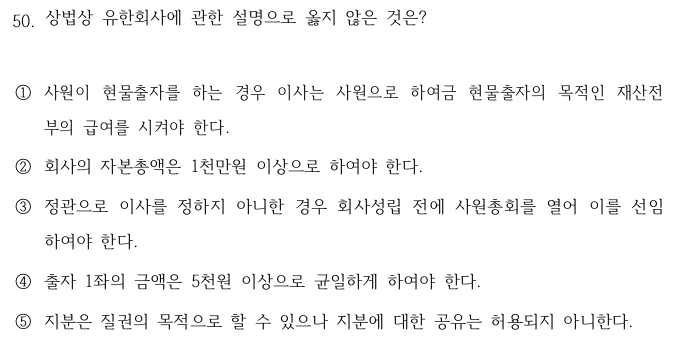 50. 상법상 유한회사에 관한 설명으로 옳지 않은 것은?
① 사원이 현물출자를 하는 경우 이사는 사원으로 하여금 현물출자의 목적인 재산전
부의 급여를 시켜야 한다.
② 회사의 자본총액은 1천만원 이상으로 하여야 한다.
③ 정관으로 이사를 정하지 아니한 경우 회사성립 전에 사원총회를 열어 이를 선임
하여야 한다.
④ 출자 1좌의 금액은 5천원 이상으로 균일하게 하여야 한다.
⑤ 지분은 질권의 목적으로 할 수 있으나 지분에 대한 공유는 허용되지 아니한다.